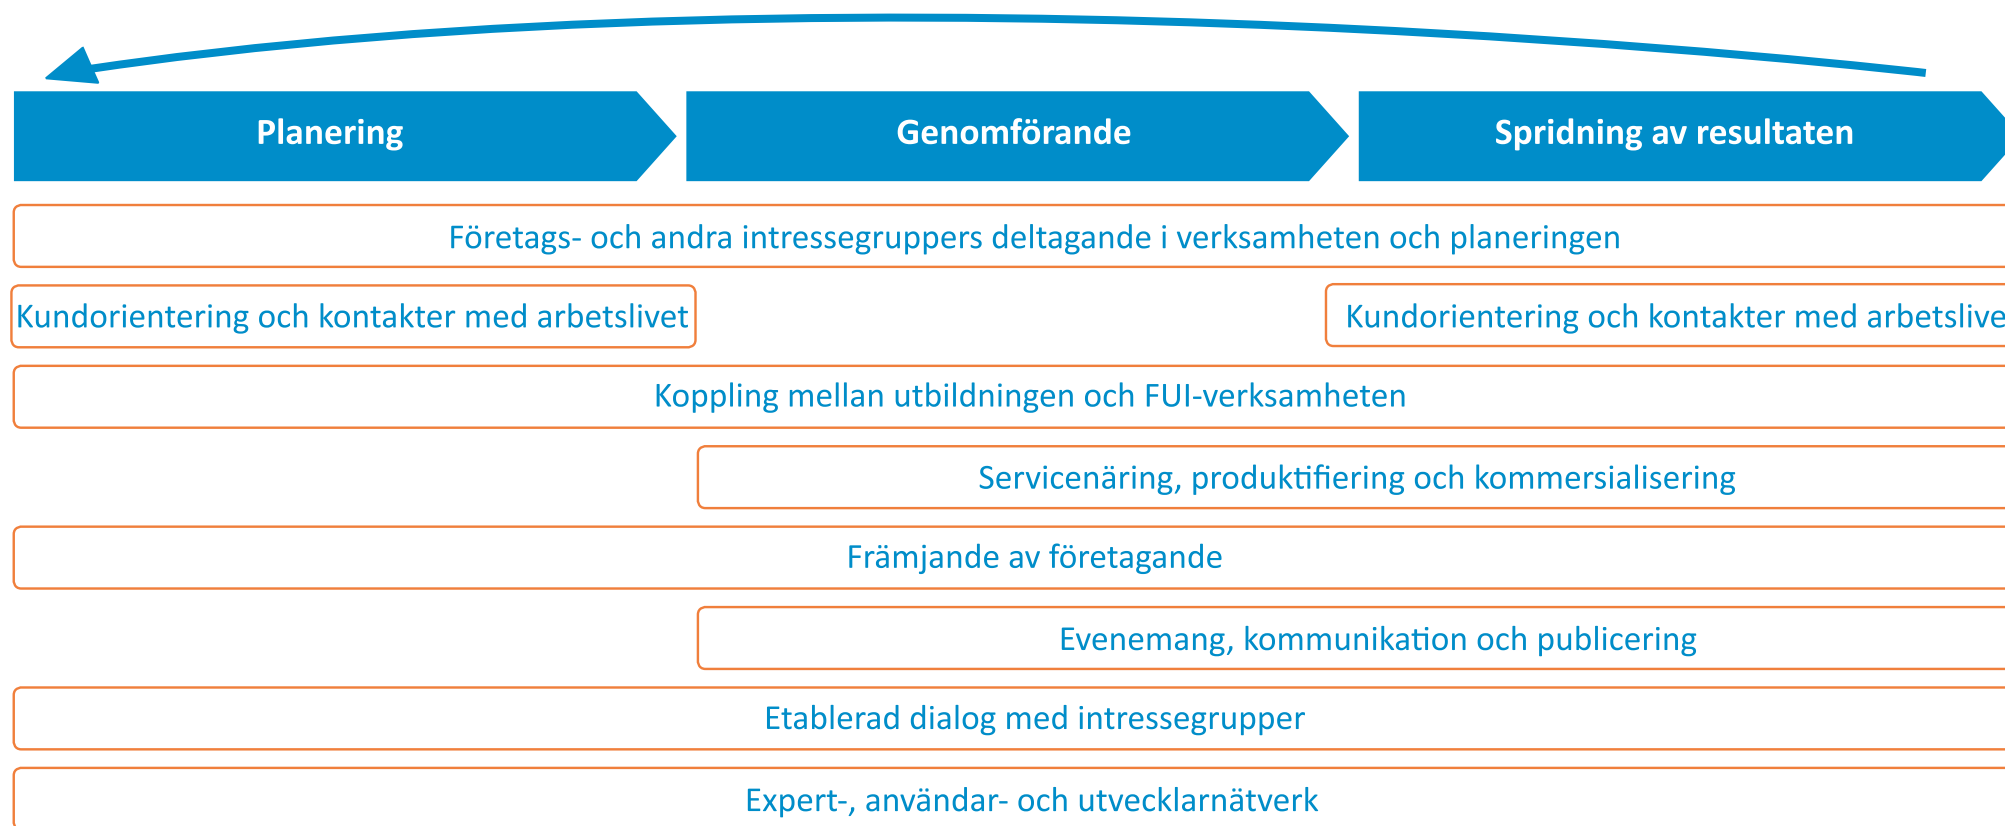 Planering
Genomförande
Spridning av resultaten
Företags- och andra intressegruppers deltagande i verksamheten och planeringen
Kundorientering och kontakter med arbetslivet
Kundorientering och kontakter med arbetslive
Koppling mellan utbildningen och FUI-verksamheten
Servicenäring, produktifiering och kommersialisering
Främjande av företagande
Evenemang, kommunikation och publicering
Etablerad dialog med intressegrupper
Expert-, användar- och utvecklarnätverk